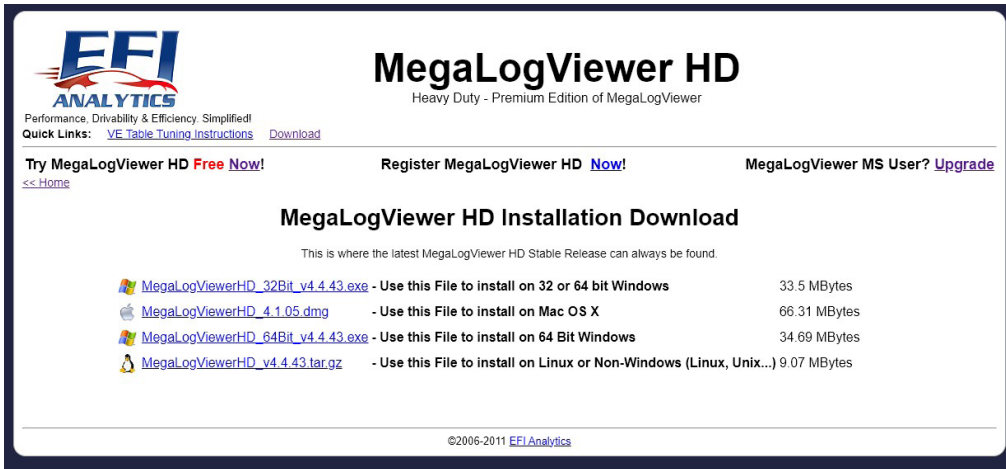 EFI
ANALYTICS
Performance, Drivability & Efficiency. Simplified!
MegaLogViewer HD
Heavy Duty - Premium Edition of MegaLogViewer
Quick Links: VE Table Tuning Instructions Download
Try MegaLogViewer HD Free Now! Register MegaLogViewer HD Now! MegaLogViewer MS User? Upgrade
<< Home
MegaLogViewer HD Installation Download
This is where the latest MegaLogViewer HD Stable Release can always be found.
MegaLogViewerHD_32Bit_v4.4.43.exe - Use this File to install on 32 or 64 bit Windows 33.5 MBytes
MegaLogViewerHD_4.1.05.dmg - Use this File to install on Mac OS X 66.31 MBytes
MegaLogViewerHD_64Bit_v4.4.43.exe - Use this File to install on 64 Bit Windows 34.69 MBytes
MegaLogViewerHD_v4.4.43.tar.gz - Use this File to install on Linux or Non-Windows (Linux, Unix...) 9.07 MBytes
©2006-2011 EFI Analytics